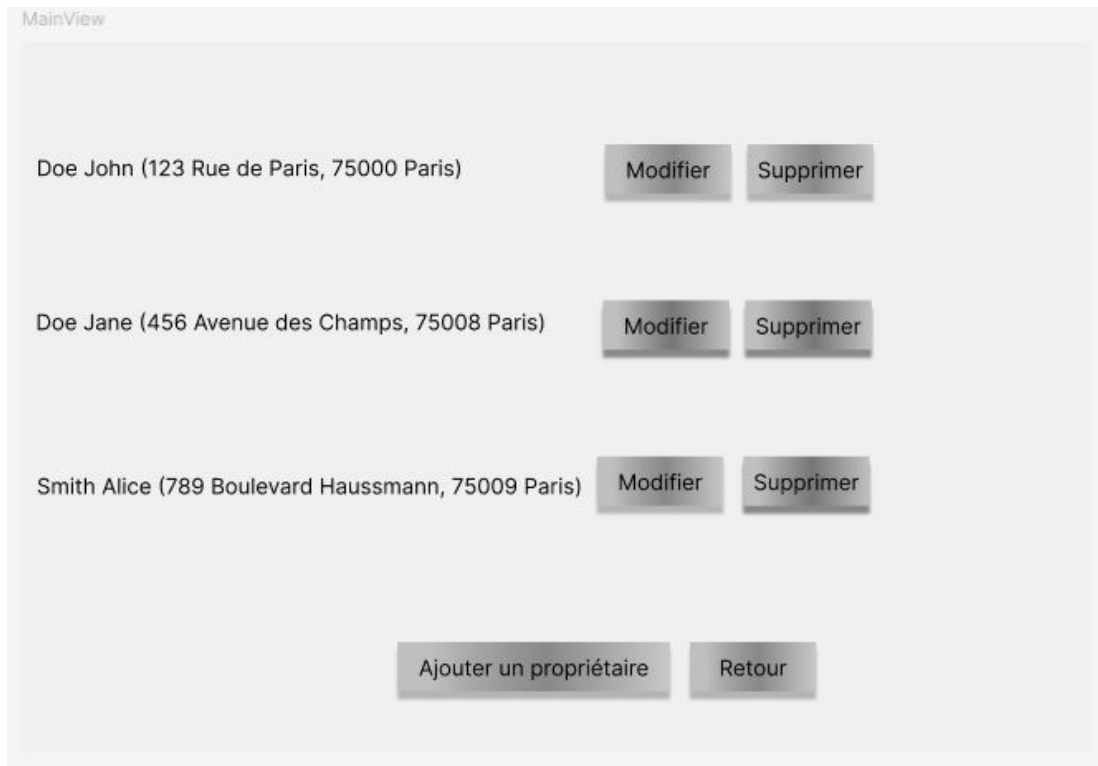 MainView
Doe John (123 Rue de Paris, 75000 Paris) Modifier Supprimer
Doe Jane (456 Avenue des Champs, 75008 Paris) Modifier Supprimer
Smith Alice (789 Boulevard Haussmann, 75009 Paris) Modifier Supprimer
Ajouter un propriétaire Retour